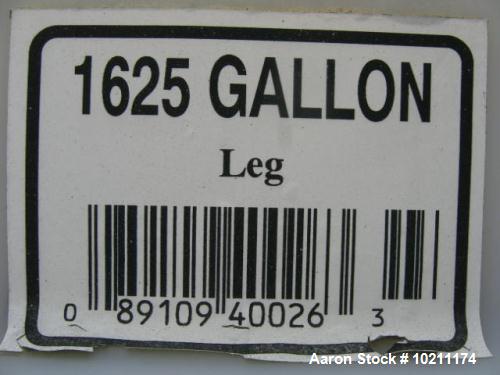 1625 GALLON
Leg
0 89109 40026 3
Aaron Stock # 10211174